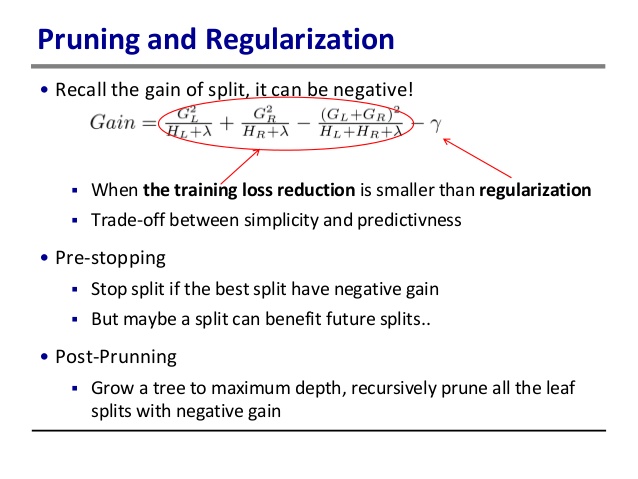 Pruning and Regularization
• Recall the gain of split, it can be negative!
Gain = \frac{G_L^2}{H_L+λ} + \frac{G_R^2}{H_R+λ} − \frac{(G_L+G_R)^2}{H_L+H_R+λ} − γ
▪ When the training loss reduction is smaller than regularization
▪ Trade-off between simplicity and predictivness
• Pre-stopping
▪ Stop split if the best split have negative gain
▪ But maybe a split can benefit future splits..
• Post-Prunning
▪ Grow a tree to maximum depth, recursively prune all the leaf
splits with negative gain